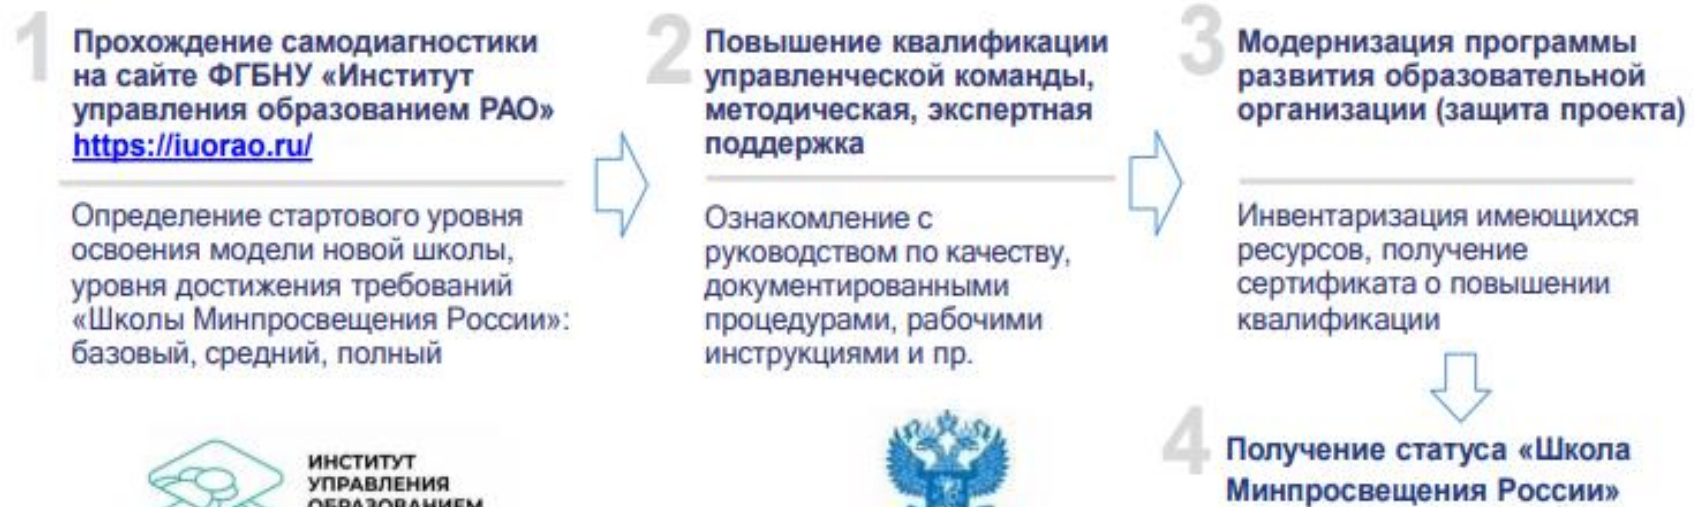 1
Прохождение самодиагностики
на сайте ФГБНУ «Институт
управления образованием РАО»
https://iuorao.ru/
Определение стартового уровня
освоения модели новой школы,
уровня достижения требований
«Школы Минпросвещения России»:
базовый, средний, полный
2
Повышение квалификации
управленческой команды,
методическая, экспертная
поддержка
Ознакомление с
руководством по качеству,
документированными
процедурами, рабочими
инструкциями и пр.
3
Модернизация программы
развития образовательной
организации (защита проекта)
Инвентаризация имеющихся
ресурсов, получение
сертификата о повышении
квалификации
4
Получение статуса «Школа
Минпросвещения России»
ИНСТИТУТ
УПРАВЛЕНИЯ
ОБРАЗОВАНИЕМ